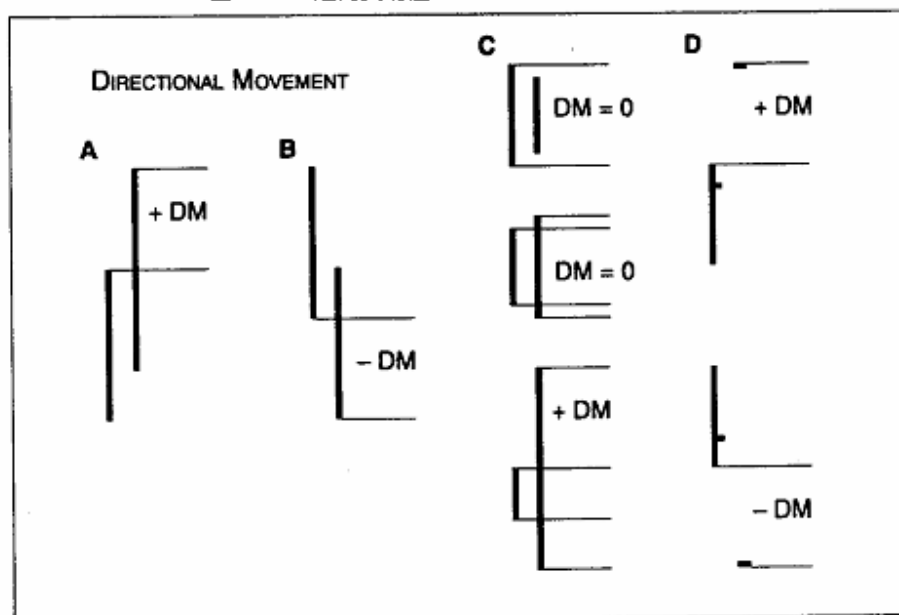 DIRECTIONAL MOVEMENT
A
+ DM
B
– DM
C
DM = 0
DM = 0
+ DM
D
+ DM
– DM